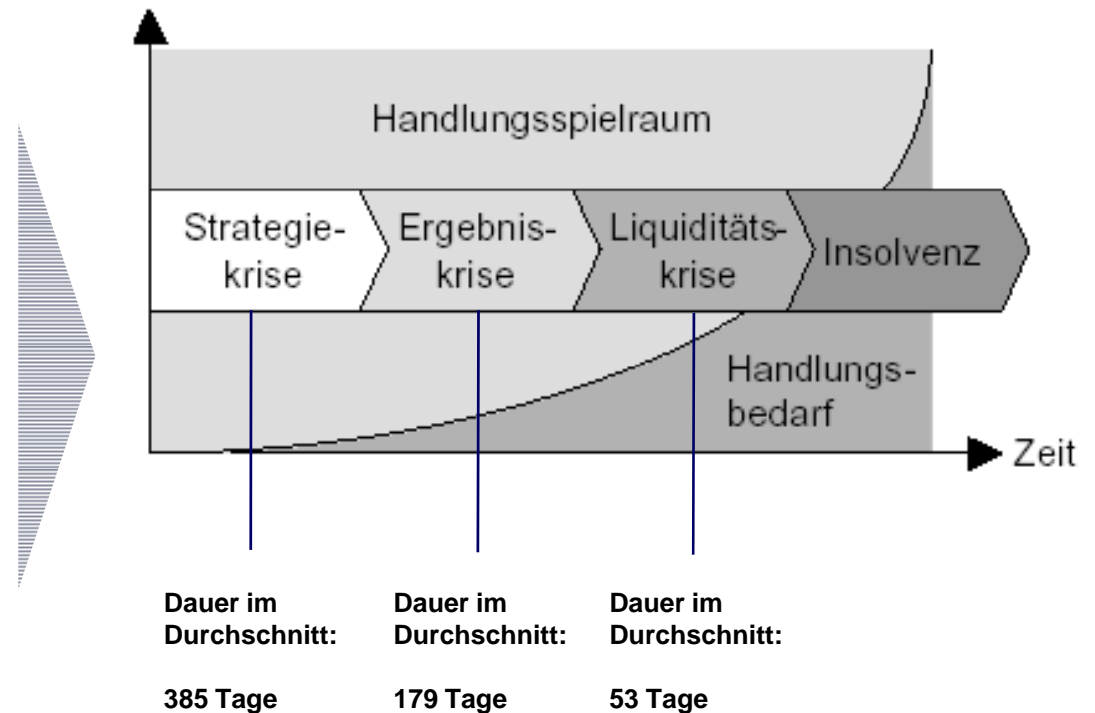 Handlungsspielraum
Strategie-
krise
Ergebnis-
krise
Liquiditäts-
krise
Insolvenz
Handlungs-
bedarf
Zeit
Dauer im
Durchschnitt:
385 Tage
Dauer im
Durchschnitt:
179 Tage
Dauer im
Durchschnitt:
53 Tage